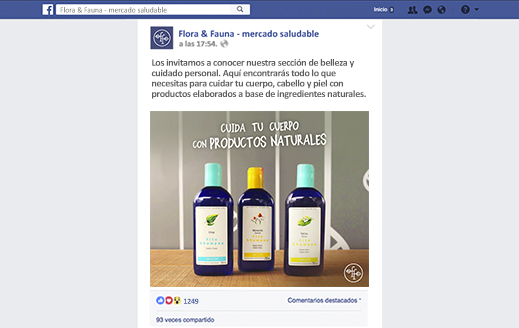 Flora & Fauna - mercado saludable
Inicio
Flora & Fauna - mercado saludable
a las 17:54.
Los invitamos a conocer nuestra sección de belleza y
cuidado personal. Aquí encontrarás todo lo que
necesitas para cuidar tu cuerpo, cabello y piel con
productos elaborados a base de ingredientes naturales.
CUIDA TU CUERPO
CON PRODUCTOS NATURALES
1249
Comentarios destacados
93 veces compartido